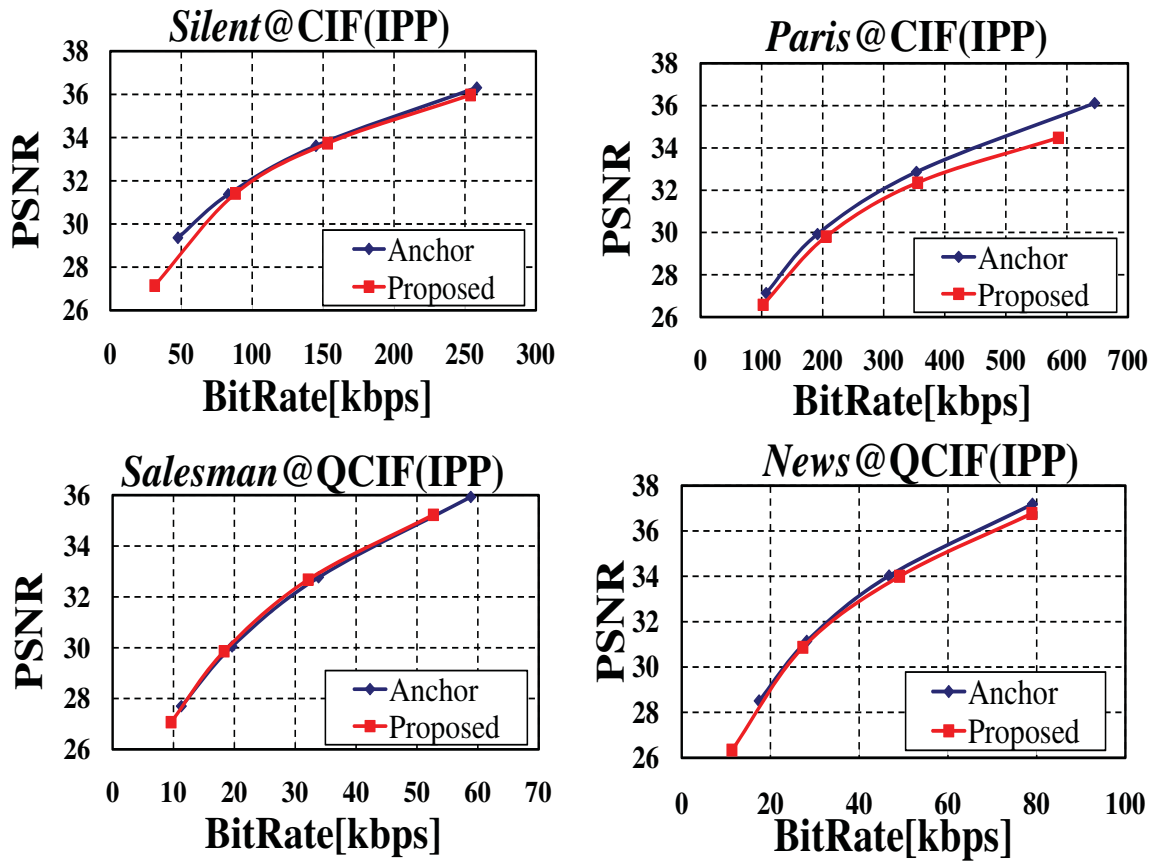 Silent@CIF(IPP)
38
36
34
32
30
28
26
PSNR
Anchor
Proposed
0 50 100 150 200 250 300
BitRate[kbps]
Paris@CIF(IPP)
38
36
34
32
30
28
26
PSNR
Anchor
Proposed
0 100 200 300 400 500 600 700
BitRate[kbps]
Salesman@QCIF(IPP)
36
34
32
30
28
26
PSNR
Anchor
Proposed
0 10 20 30 40 50 60 70
BitRate[kbps]
News@QCIF(IPP)
38
36
34
32
30
28
26
PSNR
Anchor
Proposed
0 20 40 60 80 100
BitRate[kbps]